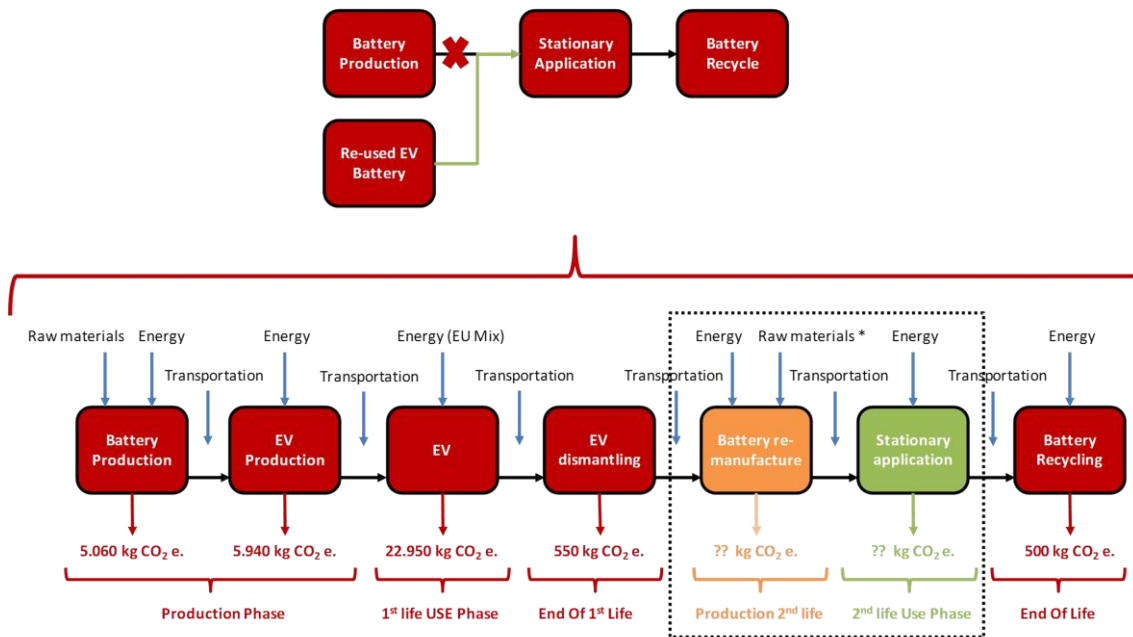 Battery
Production
Stationary
Application
Battery
Recycle
Re-used EV
Battery
Raw materials
Energy
Energy
Energy (EU Mix)
Energy
Raw materials *
Energy
Energy
Transportation
Transportation
Transportation
Transportation
Transportation
Transportation
Battery
Production
EV
Production
EV
EV
dismantling
Battery re-
manufacture
Stationary
application
Battery
Recycling
5.060 kg CO₂ e.
5.940 kg CO₂ e.
22.950 kg CO₂ e.
550 kg CO₂ e.
?? kg CO₂ e.
?? kg CO₂ e.
500 kg CO₂ e.
Production Phase
1st life USE Phase
End Of 1st Life
Production 2nd life
2nd life Use Phase
End Of Life